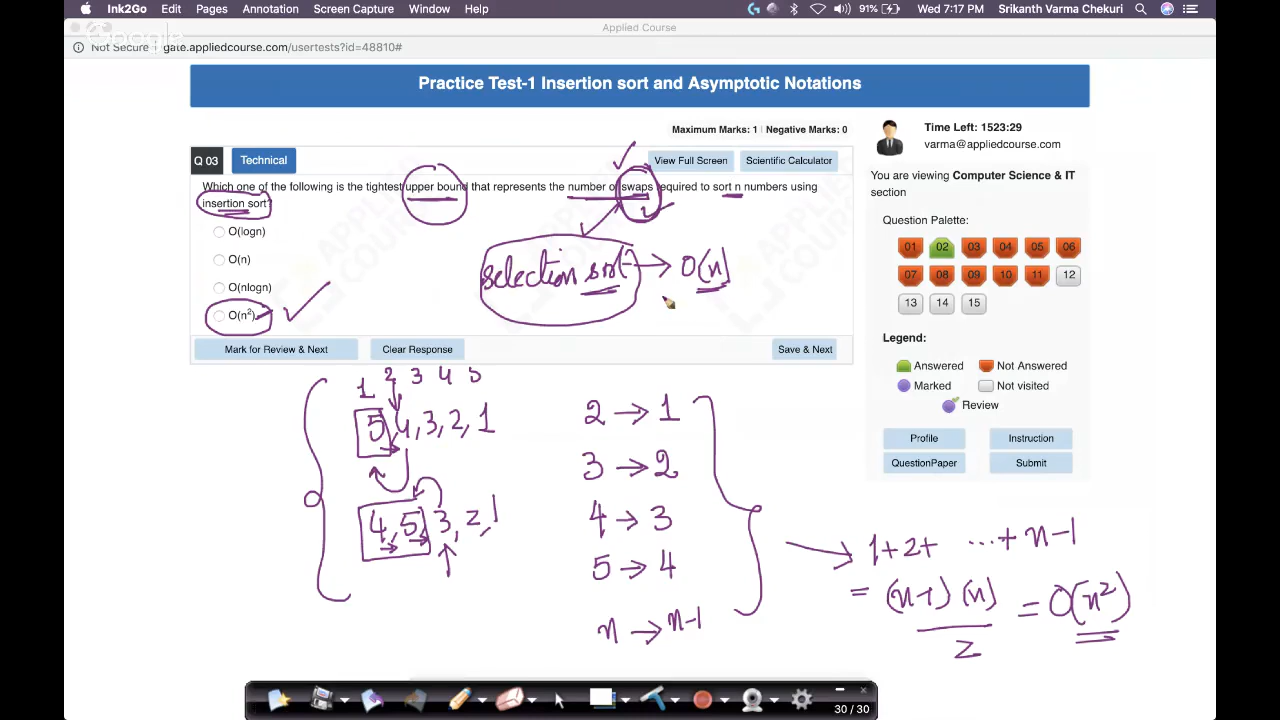 Ink2Go Edit Pages Annotation Screen Capture Window Help 91% Wed 7:17 PM Srikanth Varma Chekuri
Applied Course
Google
Not Secure gate.appliedcourse.com/usertests?id=48810#
Practice Test-1 Insertion sort and Asymptotic Notations
Maximum Marks: 1 | Negative Marks: 0
Q 03 Technical View Full Screen Scientific Calculator
Which one of the following is the tightest upper bound that represents the number of swaps required to sort n numbers using
insertion sort?
O(logn)
O(n)
O(nlogn)
O(n²)
selection sort → O(n)
Mark for Review & Next Clear Response Save & Next
Time Left: 1523:29
varma@appliedcourse.com
You are viewing Computer Science & IT
section
Question Palette:
01 02 03 04 05 06
07 08 09 10 11 12
13 14 15
Legend:
Answered Not Answered
Marked Not visited
Review
Profile Instruction
QuestionPaper Submit
1 2 3 4 5
5, 4, 3, 2, 1
4, 5, 3, 2, 1
2 → 1
3 → 2
4 → 3
5 → 4
n → n-1
1+2+ ...+ n-1
= (n-1) (n) = O(n²)
2
30 / 30